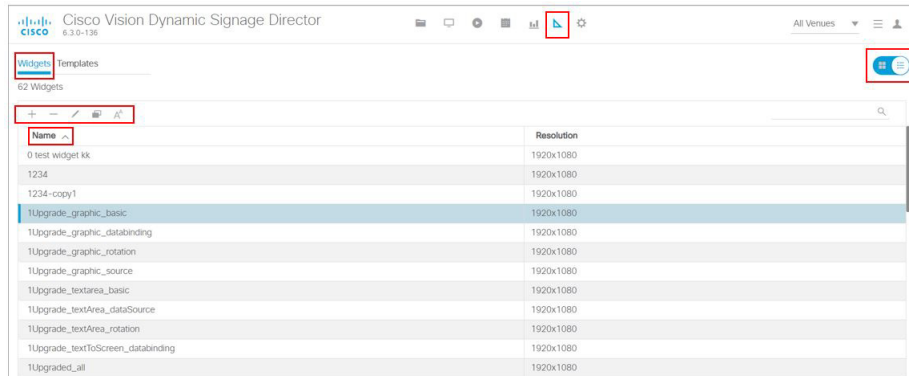 CISCO
Cisco Vision Dynamic Signage Director
6.3.0-136
All Venues
Widgets Templates
62 Widgets
Name Resolution
0 test widget kk 1920x1080
1234 1920x1080
1234-copy1 1920x1080
1Upgrade_graphic_basic 1920x1080
1Upgrade_graphic_databinding 1920x1080
1Upgrade_graphic_rotation 1920x1080
1Upgrade_graphic_source 1920x1080
1Upgrade_textarea_basic 1920x1080
1Upgrade_textArea_dataSource 1920x1080
1Upgrade_textArea_rotation 1920x1080
1Upgrade_textToScreen_databinding 1920x1080
1Upgraded_all 1920x1080